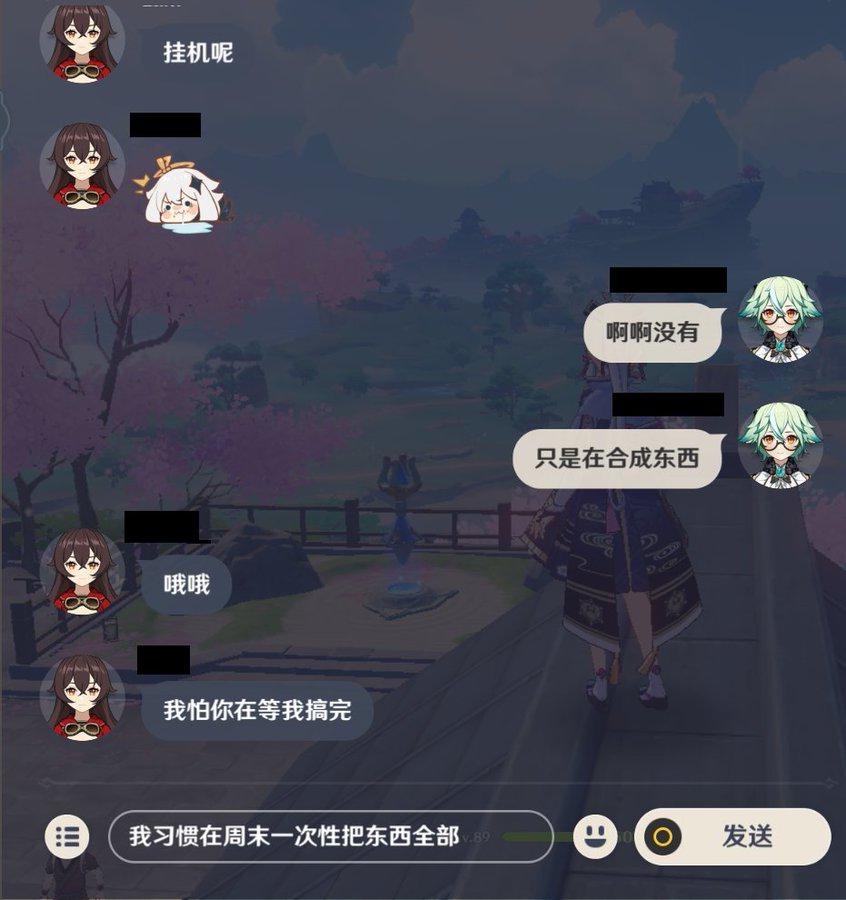 挂机呢
啊啊没有
只是在合成东西
哦哦
我怕你在等我搞完
我习惯在周末一次性把东西全部
发送